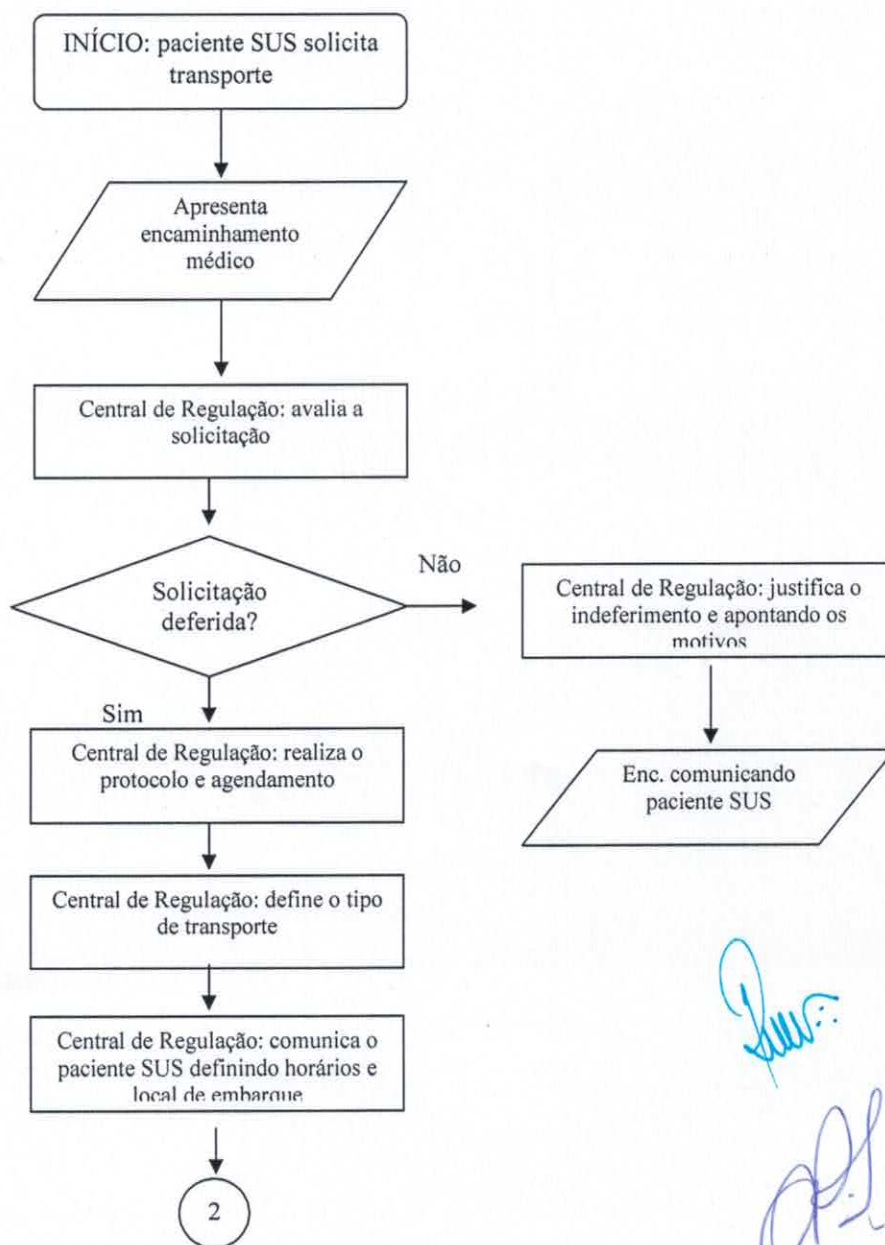 INÍCIO: paciente SUS solicita
transporte
Apresenta
encaminhamento
médico
Central de Regulação: avalia a
solicitação
Solicitação
deferida?
Não
Central de Regulação: justifica o
indeferimento e apontando os
motivos
Enc. comunicando
paciente SUS
Sim
Central de Regulação: realiza o
protocolo e agendamento
Central de Regulação: define o tipo
de transporte
Central de Regulação: comunica o
paciente SUS definindo horários e
local de embarque
2